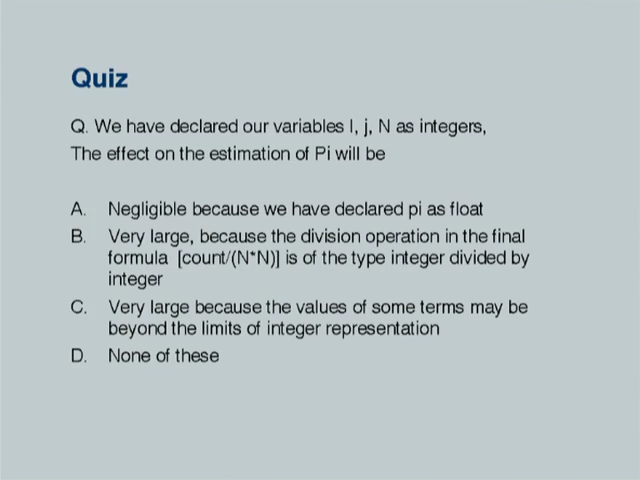 Quiz
Q. We have declared our variables I, j, N as integers,
The effect on the estimation of Pi will be
A. Negligible because we have declared pi as float
B. Very large, because the division operation in the final
formula [count/(N*N)] is of the type integer divided by
integer
C. Very large because the values of some terms may be
beyond the limits of integer representation
D. None of these